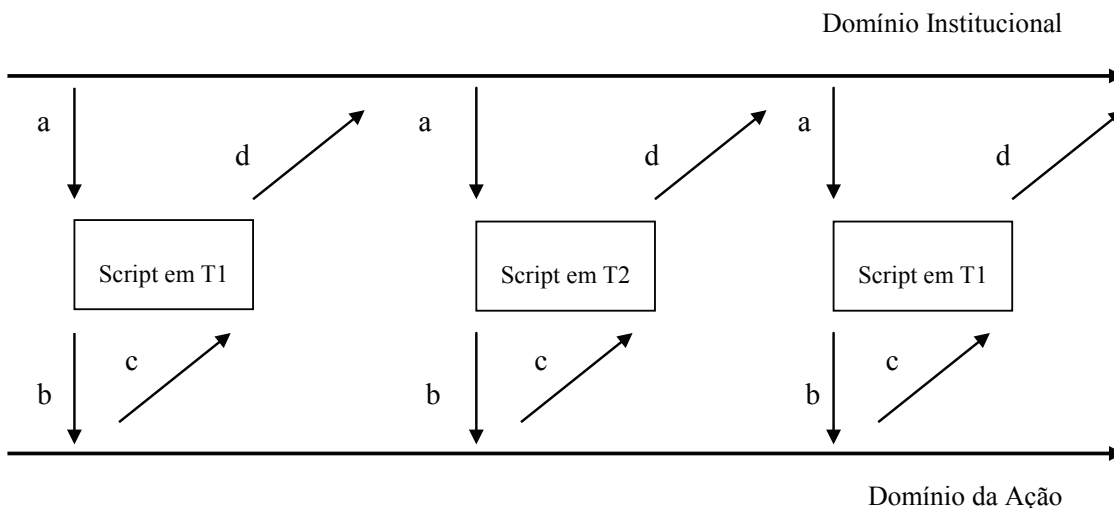 Domínio Institucional
a
a
a
d
d
d
Script em T1
Script em T2
Script em T1
c
c
c
b
b
b
Domínio da Ação